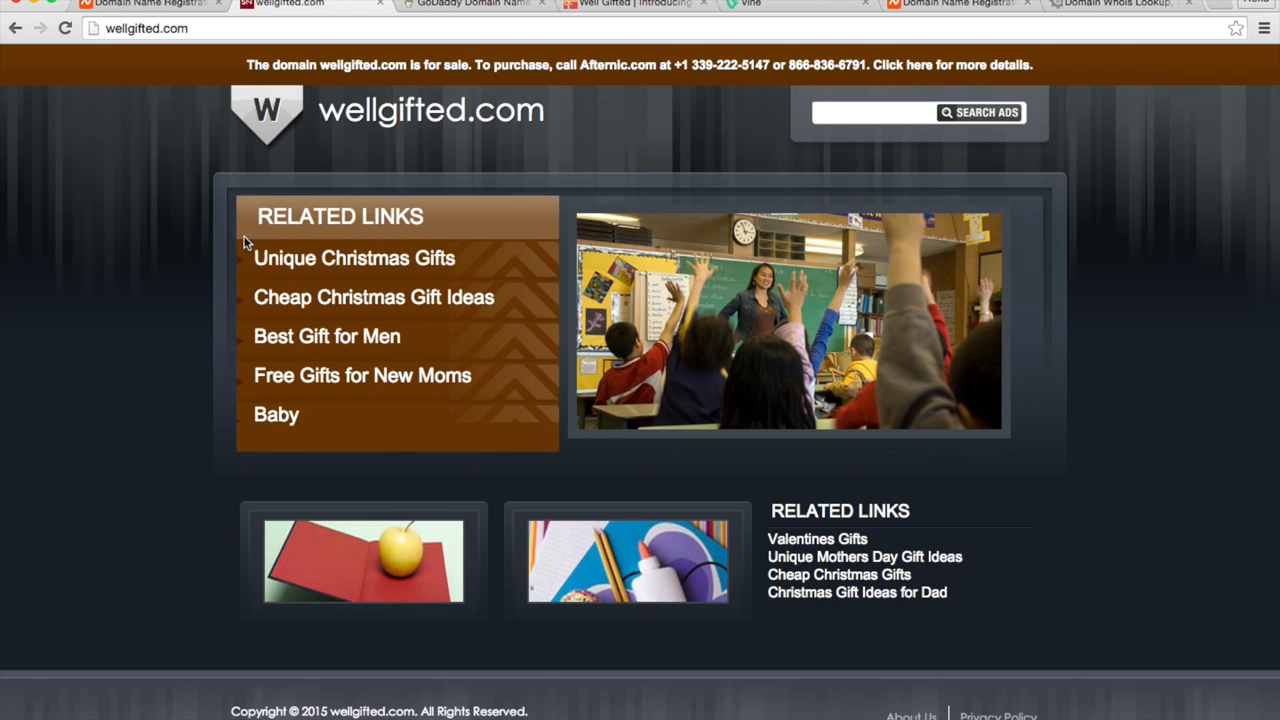 Domain Name Registrat
wellgifted.com
GoDaddy Domain Name
Well Gifted | Introducing
Vine
Domain Name Registrati
Domain Whois Lookup,
wellgifted.com
The domain wellgifted.com is for sale. To purchase, call Afternic.com at +1 339-222-5147 or 866-836-6791. Click here for more details.
W
wellgifted.com
SEARCH ADS
RELATED LINKS
Unique Christmas Gifts
Cheap Christmas Gift Ideas
Best Gift for Men
Free Gifts for New Moms
Baby
RELATED LINKS
Valentines Gifts
Unique Mothers Day Gift Ideas
Cheap Christmas Gifts
Christmas Gift Ideas for Dad
Copyright © 2015 wellgifted.com. All Rights Reserved.
About Us
Privacy Policy